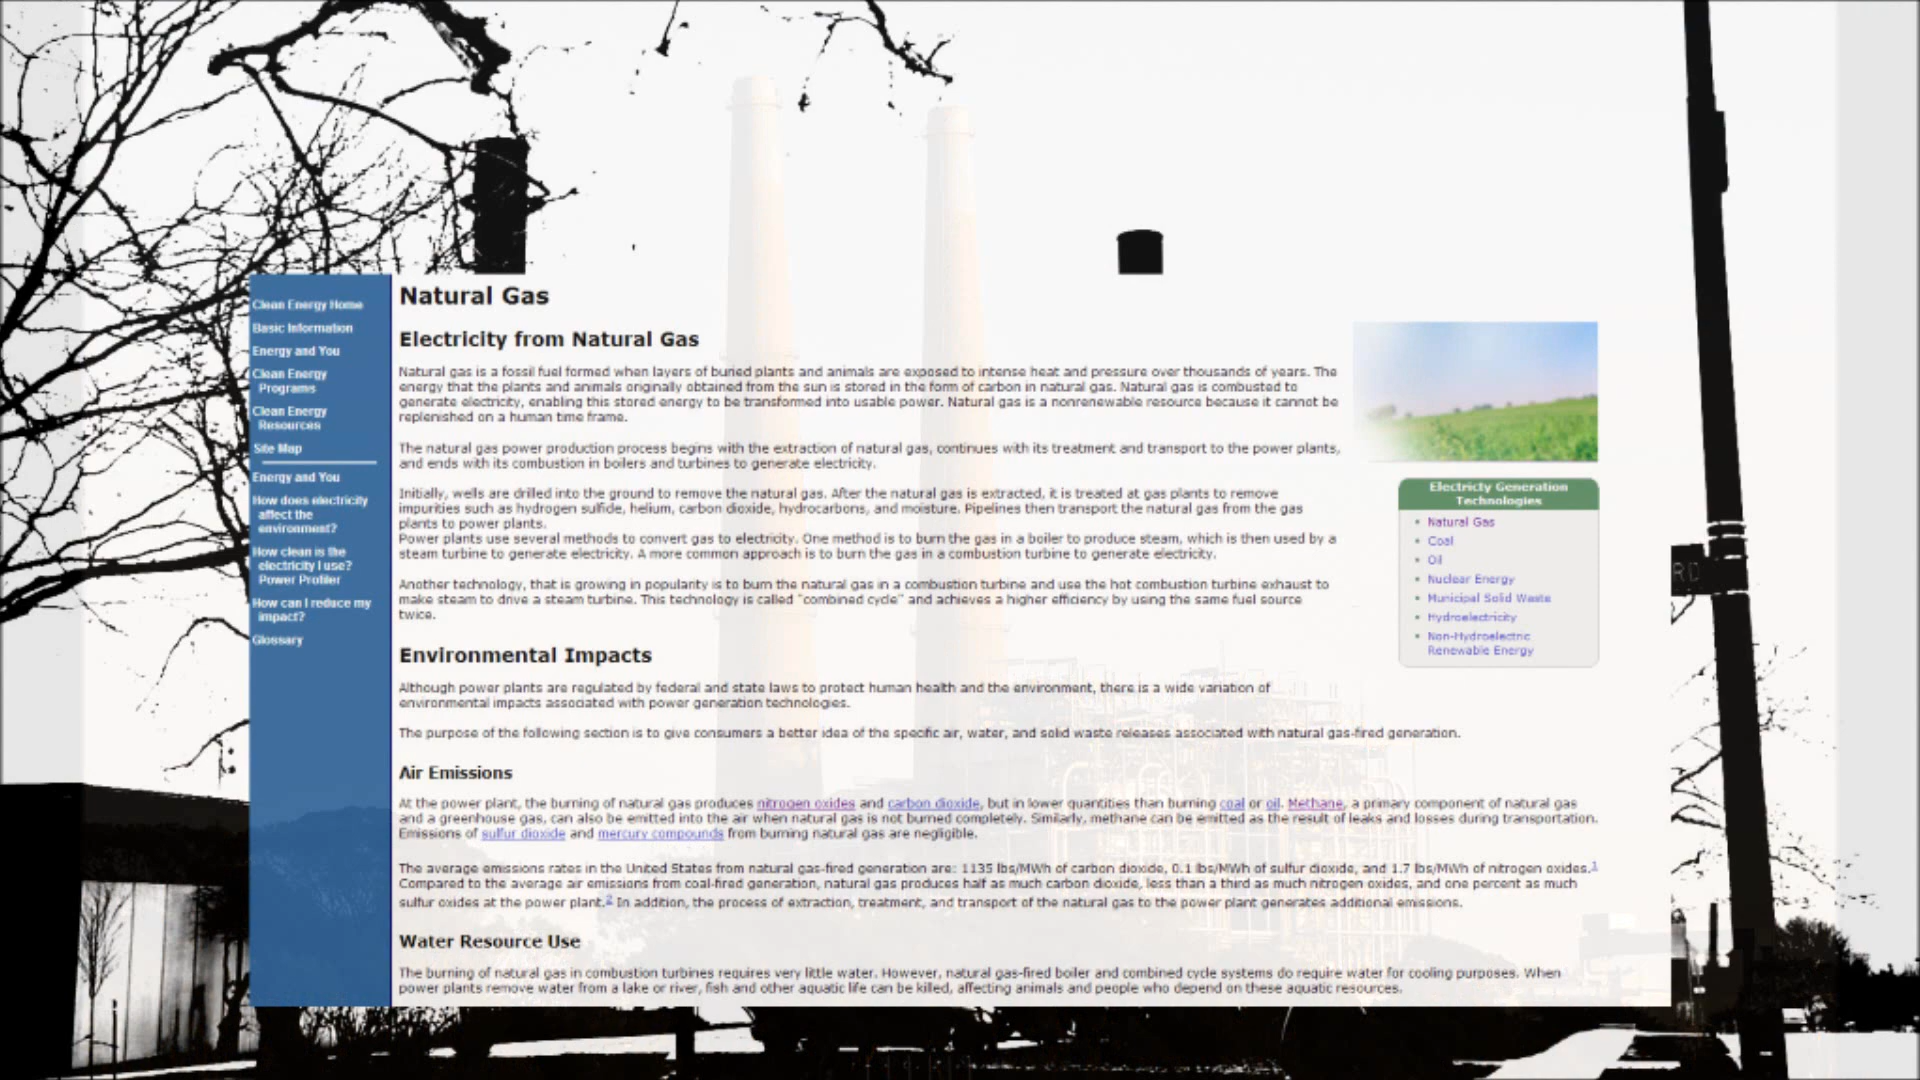 Clean Energy Home
Basic Information
Energy and You
Clean Energy
Programs
Clean Energy
Resources
Site Map
Energy and You
How does electricity
affect the
environment?
How clean is the
electricity I use?
Power Profiler
How can I reduce my
impact?
Glossary
Natural Gas
Electricity from Natural Gas
Natural gas is a fossil fuel formed when layers of buried plants and animals are exposed to intense heat and pressure over thousands of years. The
energy that the plants and animals originally obtained from the sun is stored in the form of carbon in natural gas. Natural gas is combusted to
generate electricity, enabling this stored energy to be transformed into usable power. Natural gas is a nonrenewable resource because it cannot be
replenished on a human time frame.
The natural gas power production process begins with the extraction of natural gas, continues with its treatment and transport to the power plants,
and ends with its combustion in boilers and turbines to generate electricity.
Initially, wells are drilled into the ground to remove the natural gas. After the natural gas is extracted, it is treated at gas plants to remove
impurities such as hydrogen sulfide, helium, carbon dioxide, hydrocarbons, and moisture. Pipelines then transport the natural gas from the gas
plants to power plants.
Power plants use several methods to convert gas to electricity. One method is to burn the gas in a boiler to produce steam, which is then used by a
steam turbine to generate electricity. A more common approach is to burn the gas in a combustion turbine to generate electricity.
Another technology, that is growing in popularity is to burn the natural gas in a combustion turbine and use the hot combustion turbine exhaust to
make steam to drive a steam turbine. This technology is called "combined cycle" and achieves a higher efficiency by using the same fuel source
twice.
Electricty Generation
Technologies
Natural Gas
Coal
Oil
Nuclear Energy
Municipal Solid Waste
Hydroelectricity
Non-Hydroelectric
Renewable Energy
RD
Environmental Impacts
Although power plants are regulated by federal and state laws to protect human health and the environment, there is a wide variation of
environmental impacts associated with power generation technologies.
The purpose of the following section is to give consumers a better idea of the specific air, water, and solid waste releases associated with natural gas-fired generation.
Air Emissions
At the power plant, the burning of natural gas produces nitrogen oxides and carbon dioxide, but in lower quantities than burning coal or oil. Methane, a primary component of natural gas
and a greenhouse gas, can also be emitted into the air when natural gas is not burned completely. Similarly, methane can be emitted as the result of leaks and losses during transportation.
Emissions of sulfur dioxide and mercury compounds from burning natural gas are negligible.
The average emissions rates in the United States from natural gas-fired generation are: 1135 lbs/MWh of carbon dioxide, 0.1 lbs/MWh of sulfur dioxide, and 1.7 lbs/MWh of nitrogen oxides.1
Compared to the average air emissions from coal-fired generation, natural gas produces half as much carbon dioxide, less than a third as much nitrogen oxides, and one percent as much
sulfur oxides at the power plant.2 In addition, the process of extraction, treatment, and transport of the natural gas to the power plant generates additional emissions.
Water Resource Use
The burning of natural gas in combustion turbines requires very little water. However, natural gas-fired boiler and combined cycle systems do require water for cooling purposes. When
power plants remove water from a lake or river, fish and other aquatic life can be killed, affecting animals and people who depend on these aquatic resources.